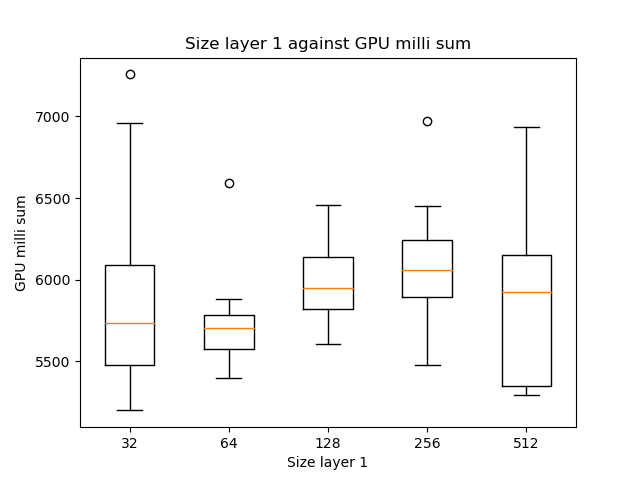 Size layer 1 against GPU milli sum
GPU milli sum
7000
6500
6000
5500
32 64 128 256 512
Size layer 1